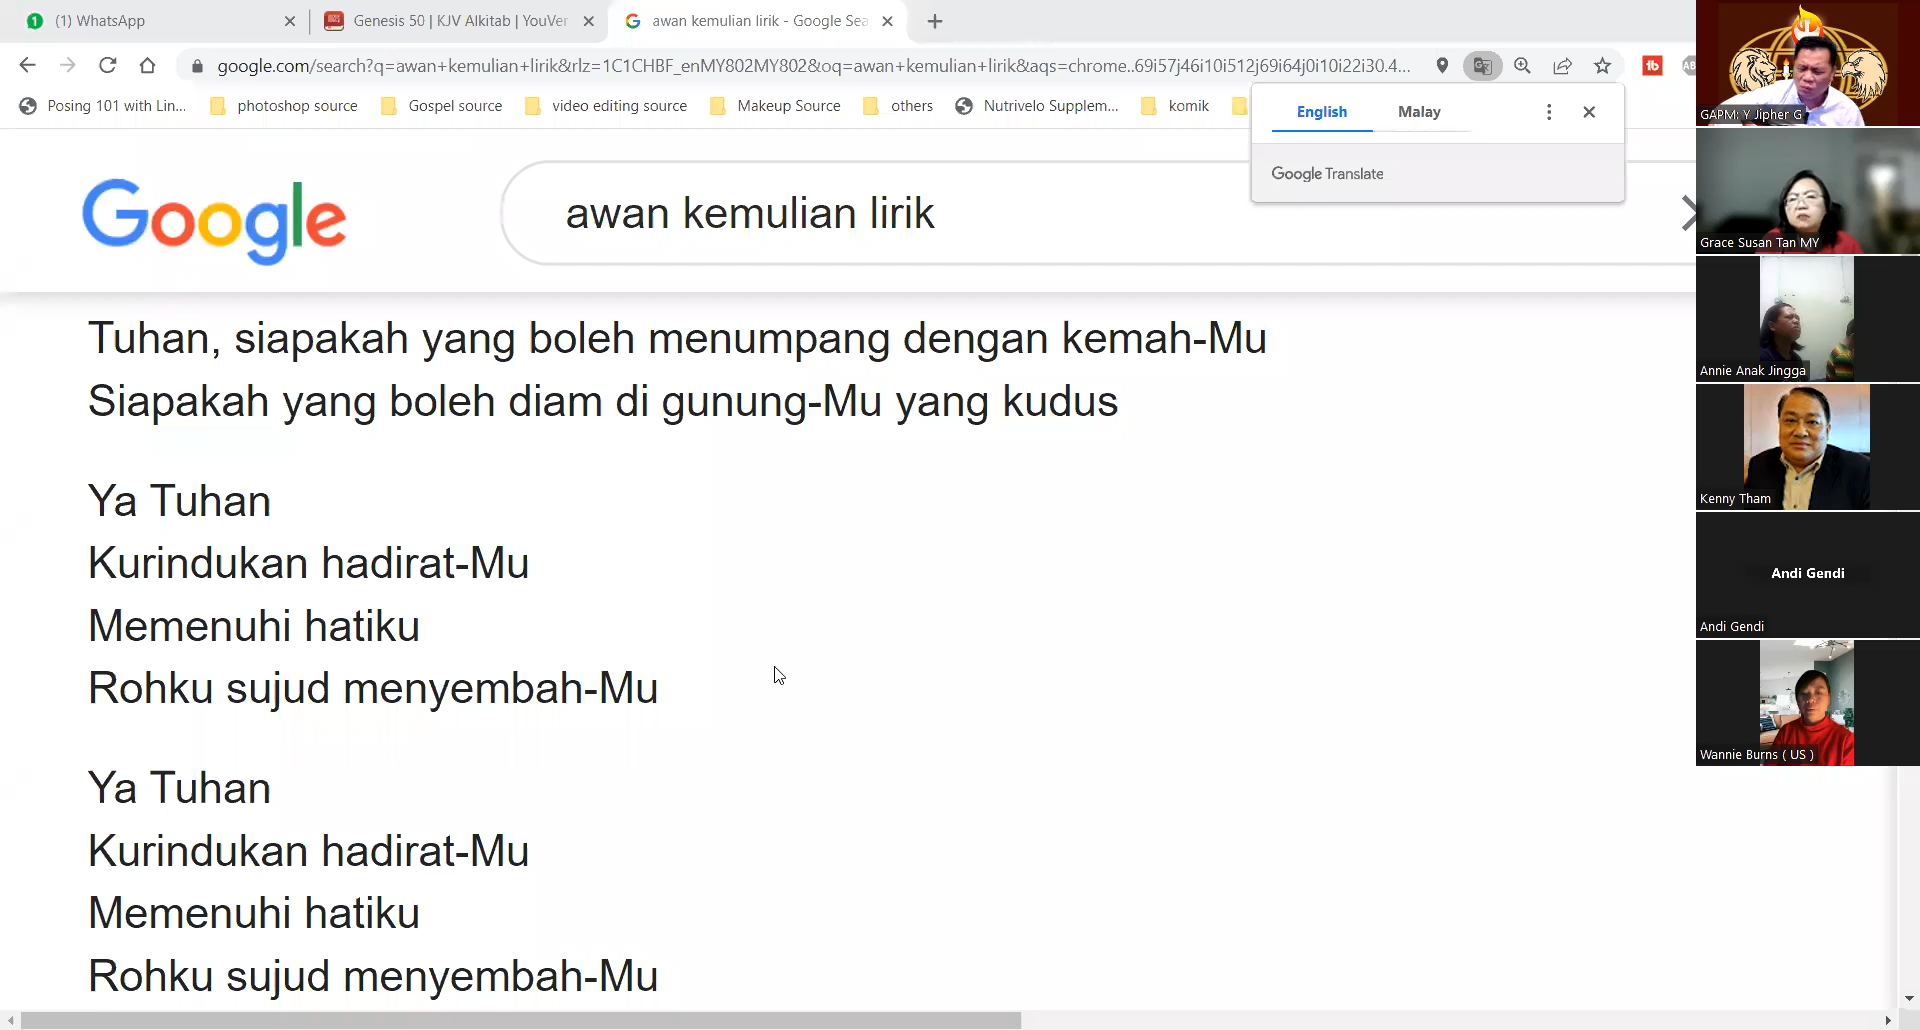 (1) WhatsApp
Genesis 50 | KJV Alkitab | YouVer
awan kemulian lirik - Google Sea
google.com/search?q=awan+kemulian+lirik&rlz=1C1CHBF_enMY802MY802&oq=awan+kemulian+lirik&aqs=chrome..69i57j46i10i512j69i64j0i10i22i30.4...
Posing 101 with Lin...
photoshop source
Gospel source
video editing source
Makeup Source
others
Nutrivelo Supplem...
komik
English
Malay
Google Translate
Google
awan kemulian lirik
Tuhan, siapakah yang boleh menumpang dengan kemah-Mu
Siapakah yang boleh diam di gunung-Mu yang kudus
Ya Tuhan
Kurindukan hadirat-Mu
Memenuhi hatiku
Rohku sujud menyembah-Mu
Ya Tuhan
Kurindukan hadirat-Mu
Memenuhi hatiku
Rohku sujud menyembah-Mu
GAPM: Y Jipher G
Grace Susan Tan MY
Annie Anak Jingga
Kenny Tham
Andi Gendi
Andi Gendi
Wannie Burns ( US )